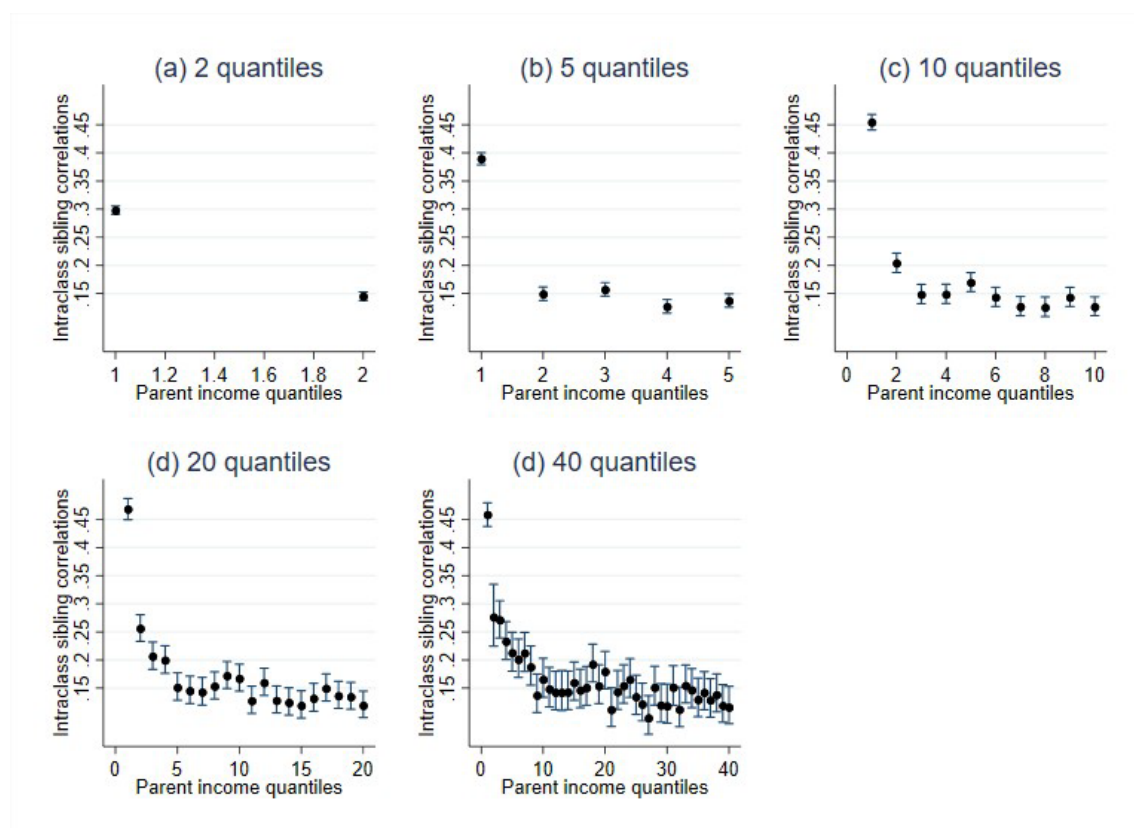 (a) 2 quantiles
Intraclass sibling correlations
.15 .2 .25 .3 .35 .4 .45
1 1.2 1.4 1.6 1.8 2
Parent income quantiles
(b) 5 quantiles
Intraclass sibling correlations
.15 .2 .25 .3 .35 .4 .45
1 2 3 4 5
Parent income quantiles
(c) 10 quantiles
Intraclass sibling correlations
.15 .2 .25 .3 .35 .4 .45
0 2 4 6 8 10
Parent income quantiles
(d) 20 quantiles
Intraclass sibling correlations
.15 .2 .25 .3 .35 .4 .45
0 5 10 15 20
Parent income quantiles
(d) 40 quantiles
Intraclass sibling correlations
.15 .2 .25 .3 .35 .4 .45
0 10 20 30 40
Parent income quantiles